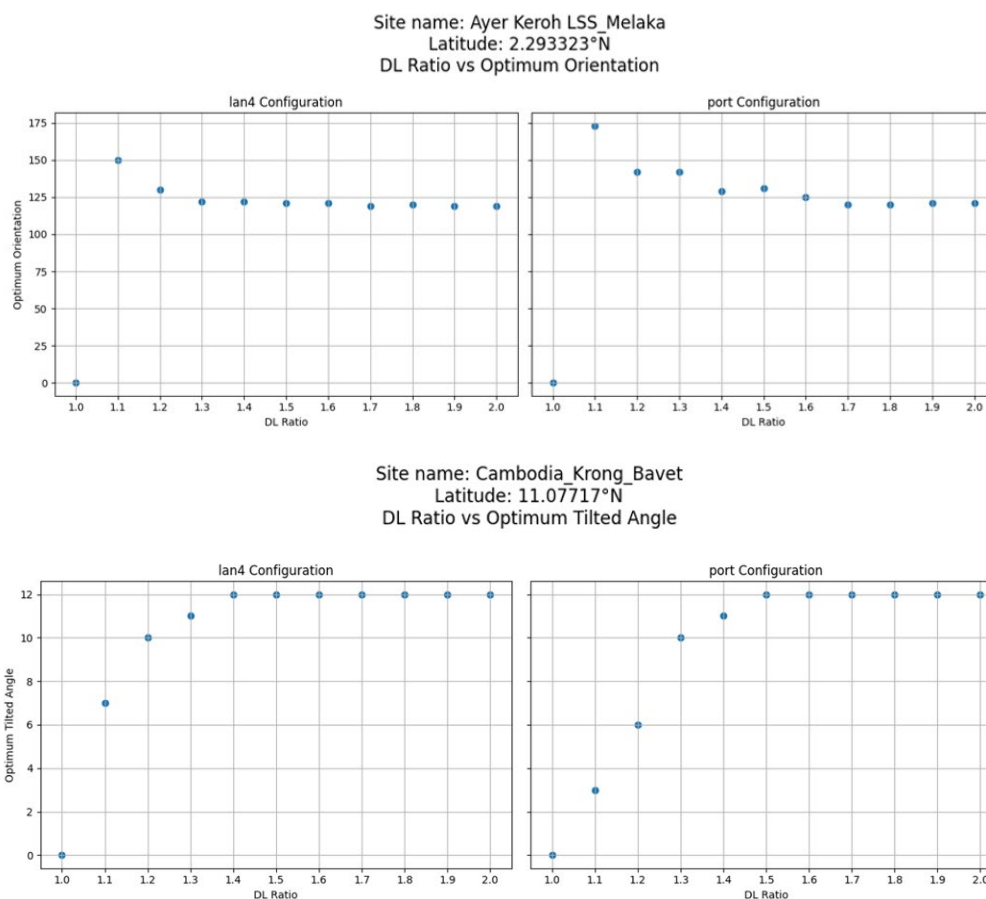 Site name: Ayer Keroh LSS_Melaka
Latitude: 2.293323°N
DL Ratio vs Optimum Orientation
lan4 Configuration
port Configuration
Optimum Orientation
175
150
125
100
75
50
25
0
1.0 1.1 1.2 1.3 1.4 1.5 1.6 1.7 1.8 1.9 2.0
1.0 1.1 1.2 1.3 1.4 1.5 1.6 1.7 1.8 1.9 2.0
DL Ratio
DL Ratio
Site name: Cambodia_Krong_Bavet
Latitude: 11.07717°N
DL Ratio vs Optimum Tilted Angle
lan4 Configuration
port Configuration
Optimum Tilted Angle
12
10
8
6
4
2
0
1.0 1.1 1.2 1.3 1.4 1.5 1.6 1.7 1.8 1.9 2.0
1.0 1.1 1.2 1.3 1.4 1.5 1.6 1.7 1.8 1.9 2.0
DL Ratio
DL Ratio